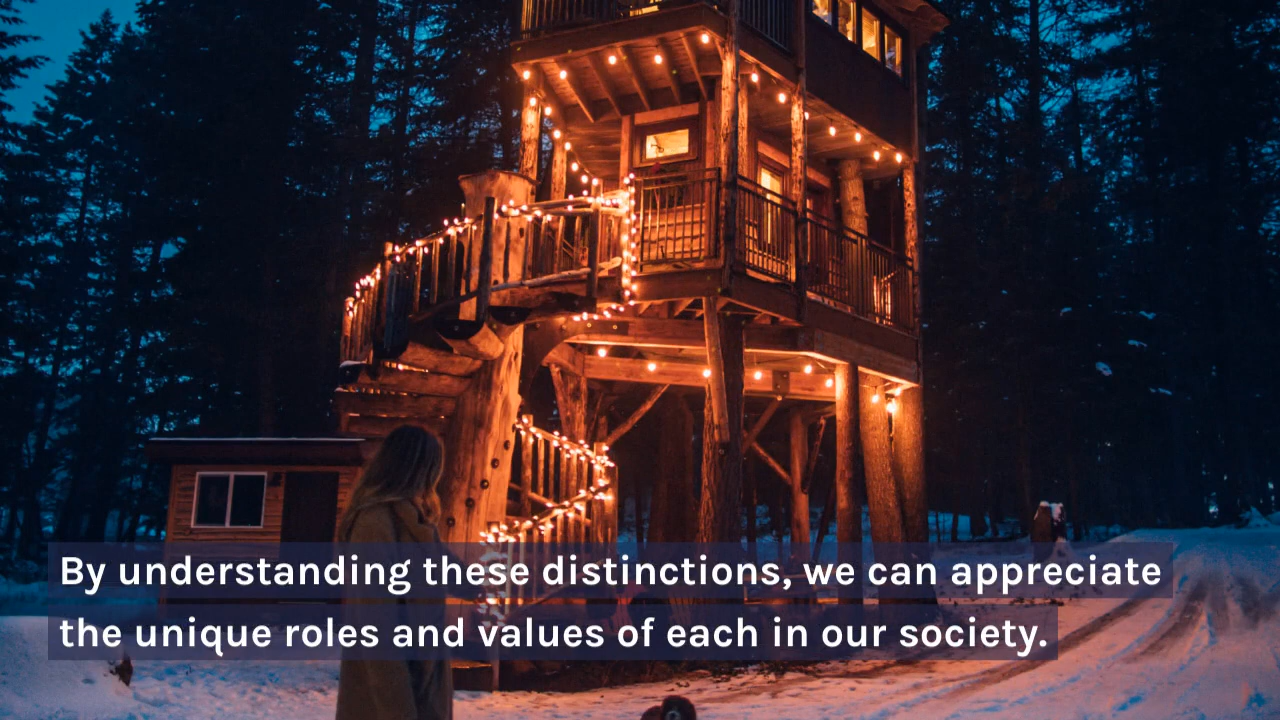 By understanding these distinctions, we can appreciate
the unique roles and values of each in our society.